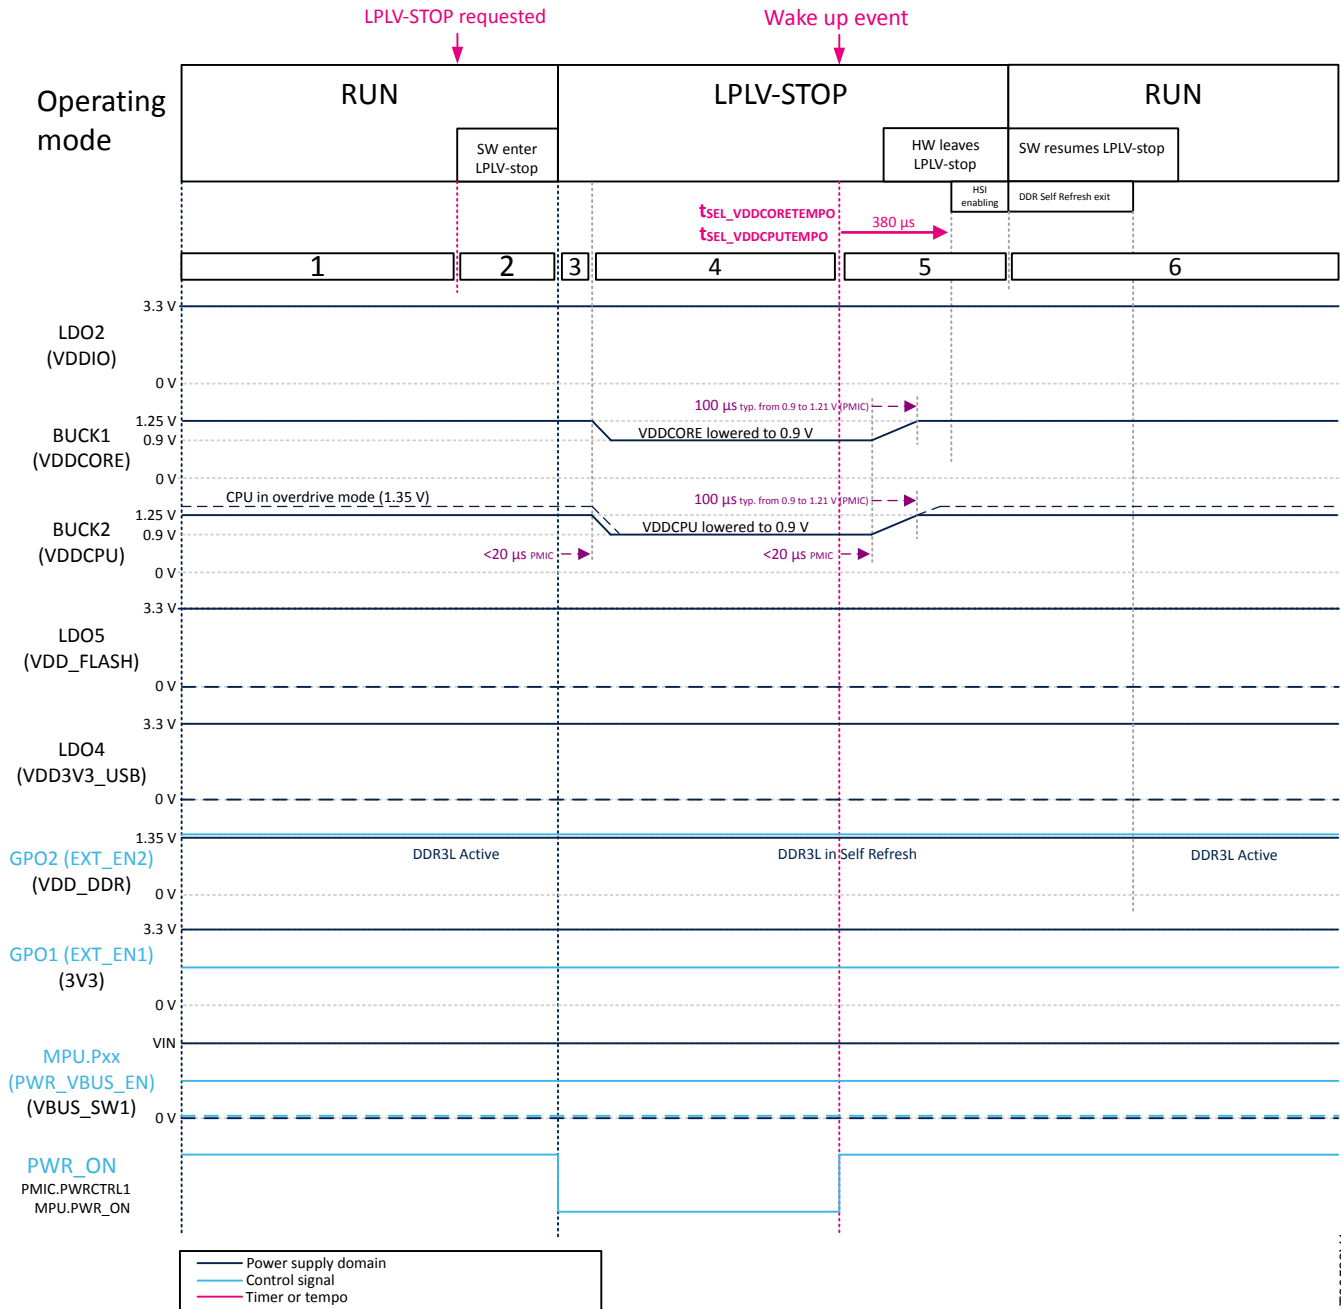 LPLV-STOP requested
Wake up event
Operating
mode
RUN
LPLV-STOP
RUN
SW enter
LPLV-stop
HW leaves
LPLV-stop
SW resumes LPLV-stop
HSI
enabling
DDR Self Refresh exit
tSEL_VDDCORETEMPO
tSEL_VDDCPUTEMPO
380 µs
1
2
3
4
5
6
3.3 V
LDO2
(VDDIO)
0 V
100 µs typ. from 0.9 to 1.21 V (PMIC)
1.25 V
BUCK1
VDDCORE lowered to 0.9 V
0.9 V
(VDDCORE)
0 V
CPU in overdrive mode (1.35 V)
100 µs typ. from 0.9 to 1.21 V (PMIC)
1.25 V
BUCK2
VDDCPU lowered to 0.9 V
0.9 V
(VDDCPU)
<20 µs PMIC
<20 µs PMIC
0 V
3.3 V
LDO5
(VDD_FLASH)
0 V
3.3 V
LDO4
(VDD3V3_USB)
0 V
1.35 V
GPO2 (EXT_EN2)
DDR3L Active
DDR3L in Self Refresh
DDR3L Active
(VDD_DDR)
0 V
3.3 V
GPO1 (EXT_EN1)
(3V3)
0 V
VIN
MPU.Pxx
(PWR_VBUS_EN)
(VBUS_SW1)
0 V
PWR_ON
PMIC.PWRCTRL1
MPU.PWR_ON
Power supply domain
Control signal
Timer or tempo